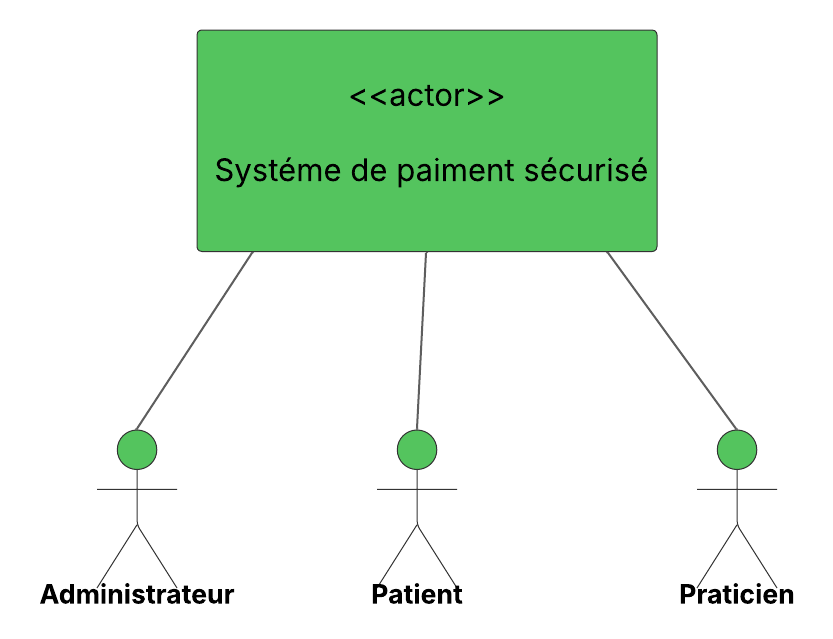 <<actor>>
Systéme de paiment sécurisé
Administrateur
Patient
Praticien